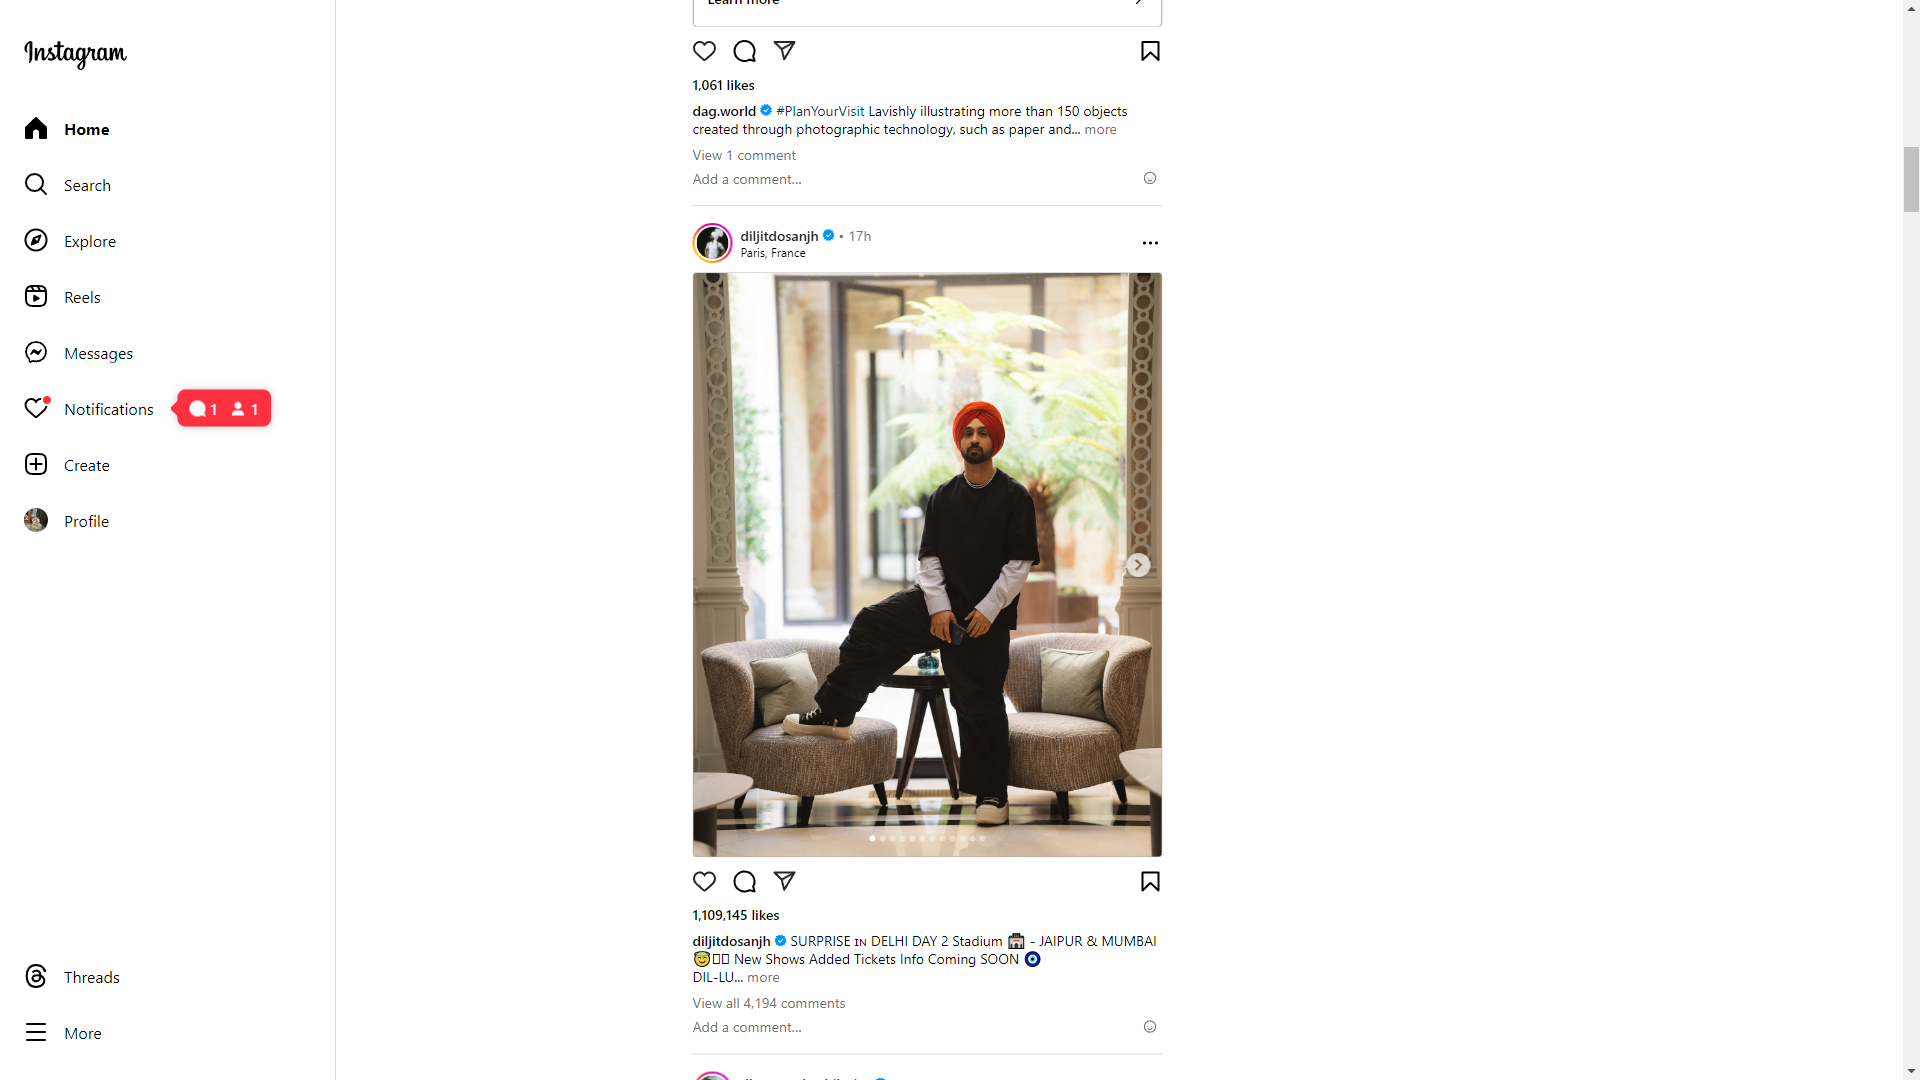 Instagram
Home
Search
Explore
Reels
Messages
Notifications
1 1
Create
Profile
Threads
More
Learn more
1,061 likes
dag.world #PlanYourVisit Lavishly illustrating more than 150 objects
created through photographic technology, such as paper and... more
View 1 comment
Add a comment...
diljitdosanjh • 17h
Paris, France
1,109,145 likes
diljitdosanjh SURPRISE ɪɴ DELHI DAY 2 Stadium 🏟 - JAIPUR & MUMBAI
😇 New Shows Added Tickets Info Coming SOON 🧿
DIL-LU... more
View all 4,194 comments
Add a comment...